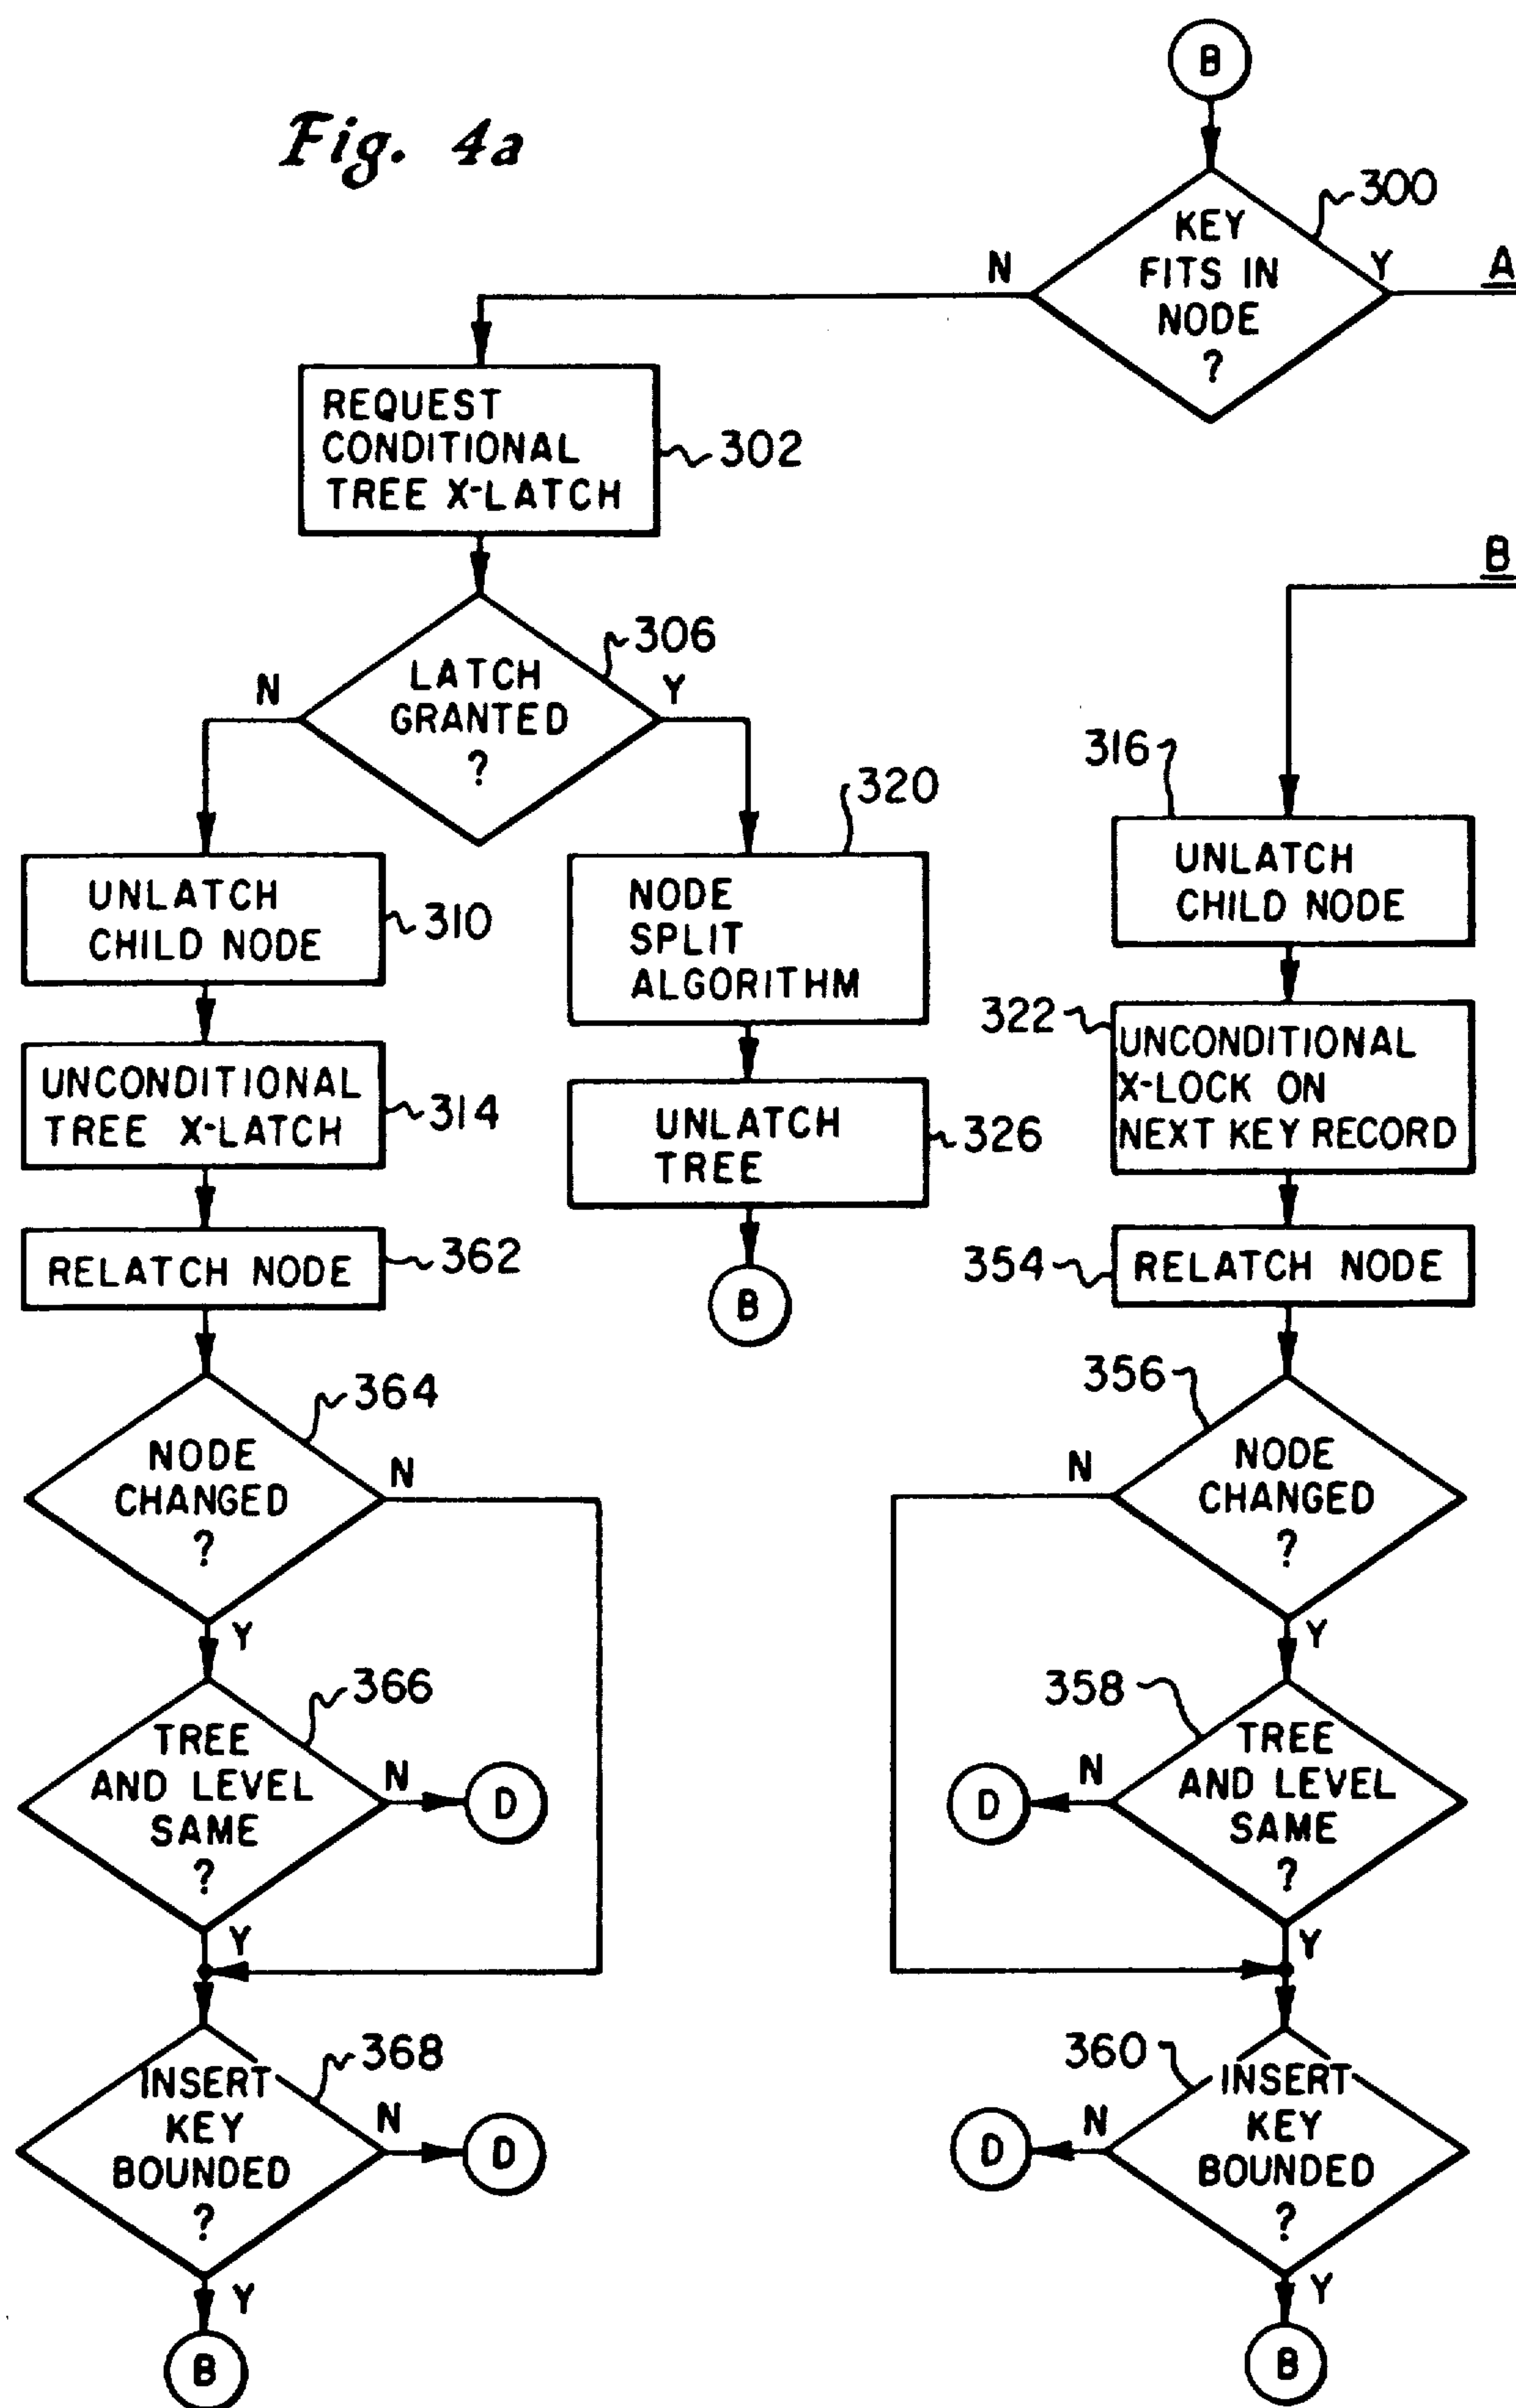 Fig. 4a
B
KEY
FITS IN
NODE
?
300
N
Y
A
REQUEST
CONDITIONAL
TREE X-LATCH
302
B
LATCH
GRANTED
?
306
N
Y
UNLATCH
CHILD NODE
310
NODE
SPLIT
ALGORITHM
320
316
UNLATCH
CHILD NODE
UNCONDITIONAL
TREE X-LATCH
314
UNLATCH
TREE
326
B
322
UNCONDITIONAL
X-LOCK ON
NEXT KEY RECORD
RELATCH NODE
362
354
RELATCH NODE
NODE
CHANGED
?
364
N
Y
356
NODE
CHANGED
?
N
Y
TREE
AND LEVEL
SAME
?
366
N
D
Y
358
TREE
AND LEVEL
SAME
?
N
D
Y
INSERT
KEY
BOUNDED
?
368
N
D
Y
B
360
INSERT
KEY
BOUNDED
?
N
D
Y
B